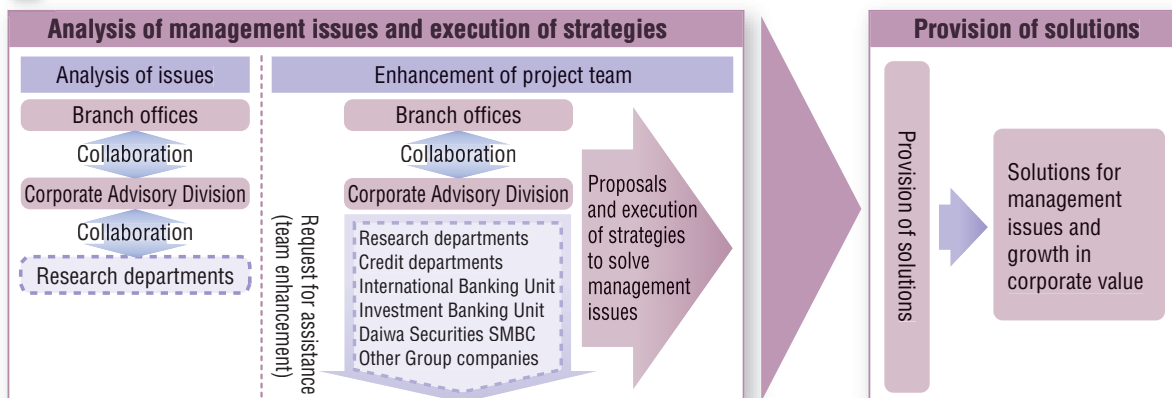 Analysis of management issues and execution of strategies
Analysis of issues
Branch offices
Collaboration
Corporate Advisory Division
Collaboration
Research departments
Request for assistance
(team enhancement)
Enhancement of project team
Branch offices
Collaboration
Corporate Advisory Division
Research departments
Credit departments
International Banking Unit
Investment Banking Unit
Daiwa Securities SMBC
Other Group companies
Proposals
and execution
of strategies
to solve
management
issues
Provision of solutions
Provision of solutions
Solutions for
management
issues and
growth in
corporate value